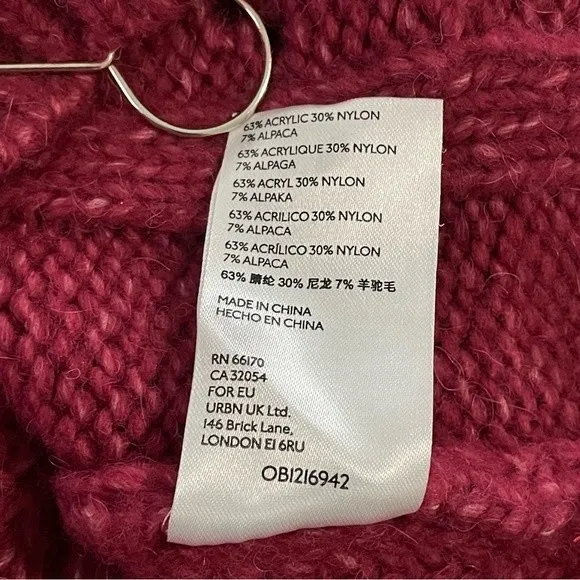 63% ACRYLIC 30% NYLON
7% ALPACA
63% ACRYLIQUE 30% NYLON
7% ALPAGA
63% ACRYL 30% NYLON
7% ALPAKA
63% ACRILICO 30% NYLON
7% ALPACA
63% ACRÍLICO 30% NYLON
7% ALPACA
63% 腈纶 30% 尼龙 7% 羊驼毛
MADE IN CHINA
HECHO EN CHINA
RN 66170
CA 32054
FOR EU
URBN UK Ltd.
146 Brick Lane,
LONDON E1 6RU
OB1216942